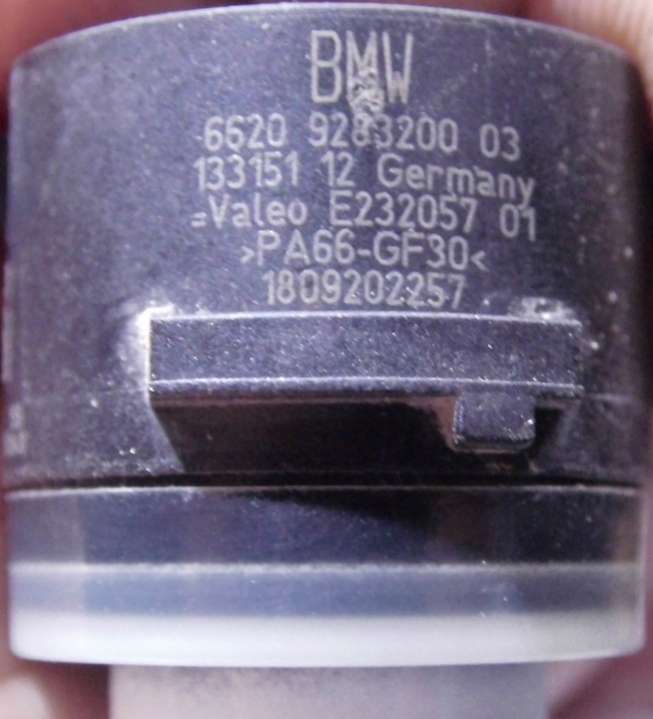 BMW
6620 9283200 03
133151 12 Germany
=Valeo E232057 01
>PA66-GF30<
1809202257